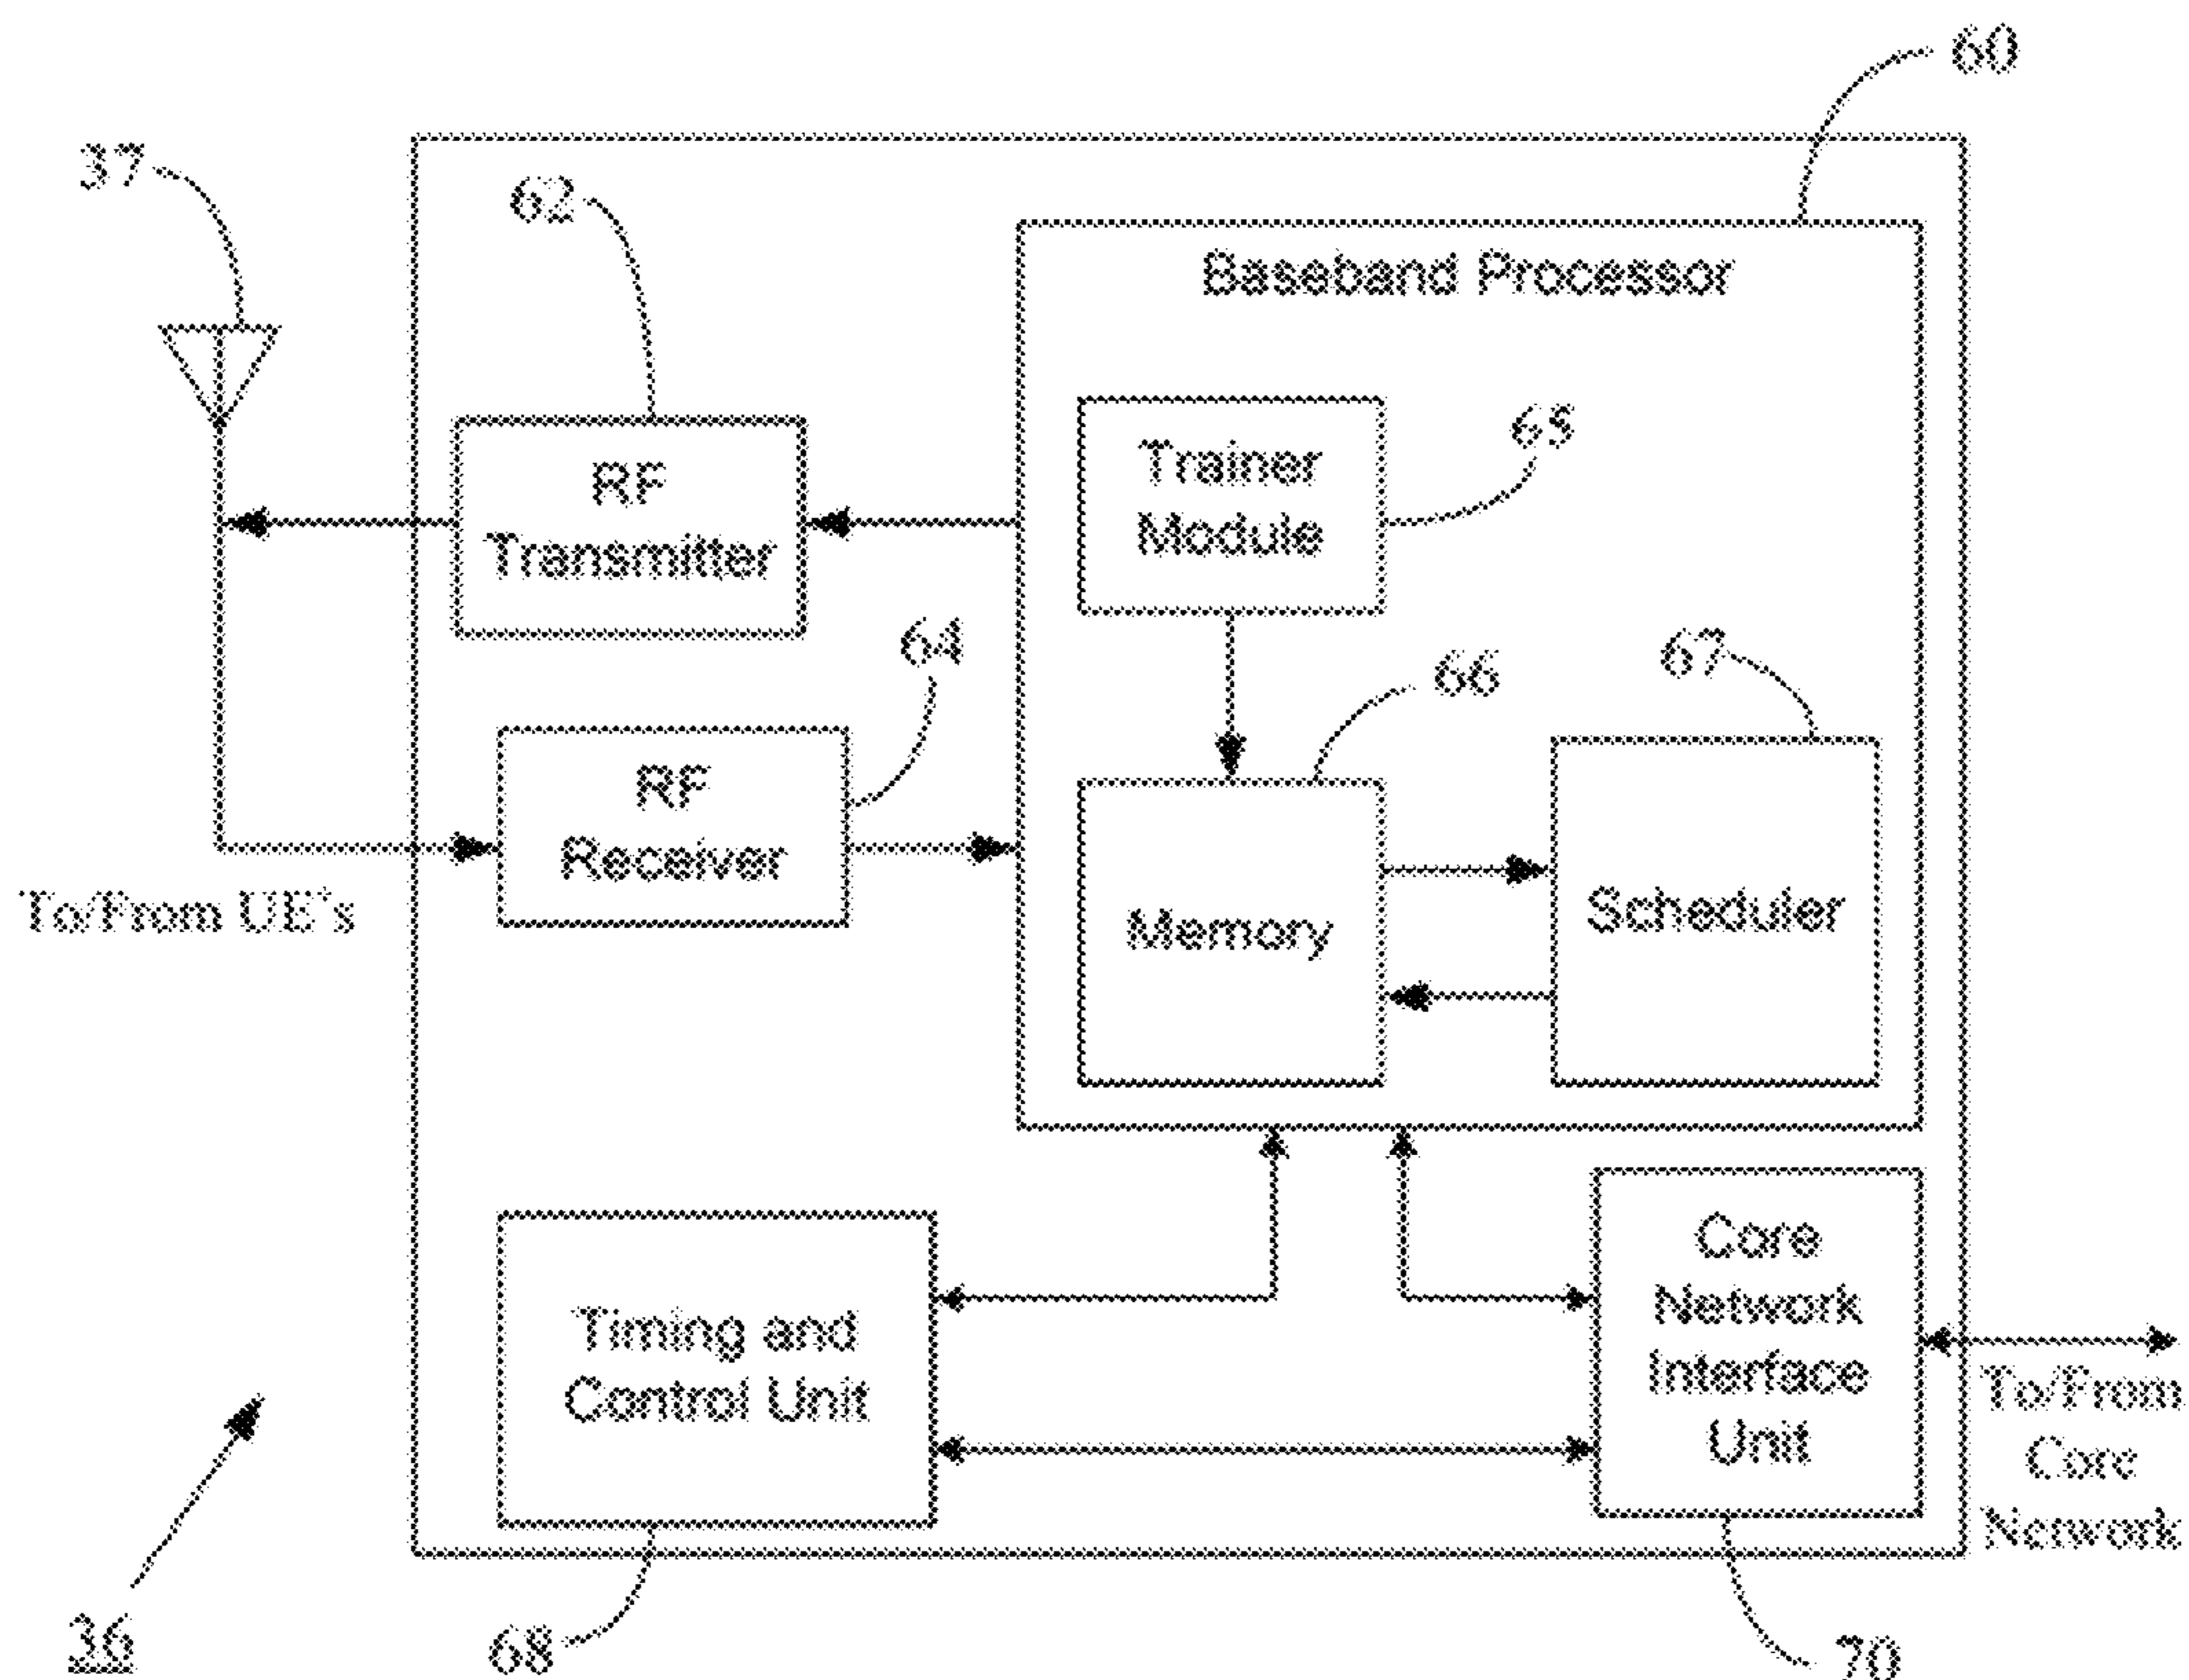 60
37
62
Baseband Processor
65
Trainer
Module
RF
Transmitter
64
66
67
RF
Receiver
Memory
Scheduler
To/From UE's
Core
Network
Interface
Unit
Timing and
Control Unit
To/From
Core
Network
36
68
70